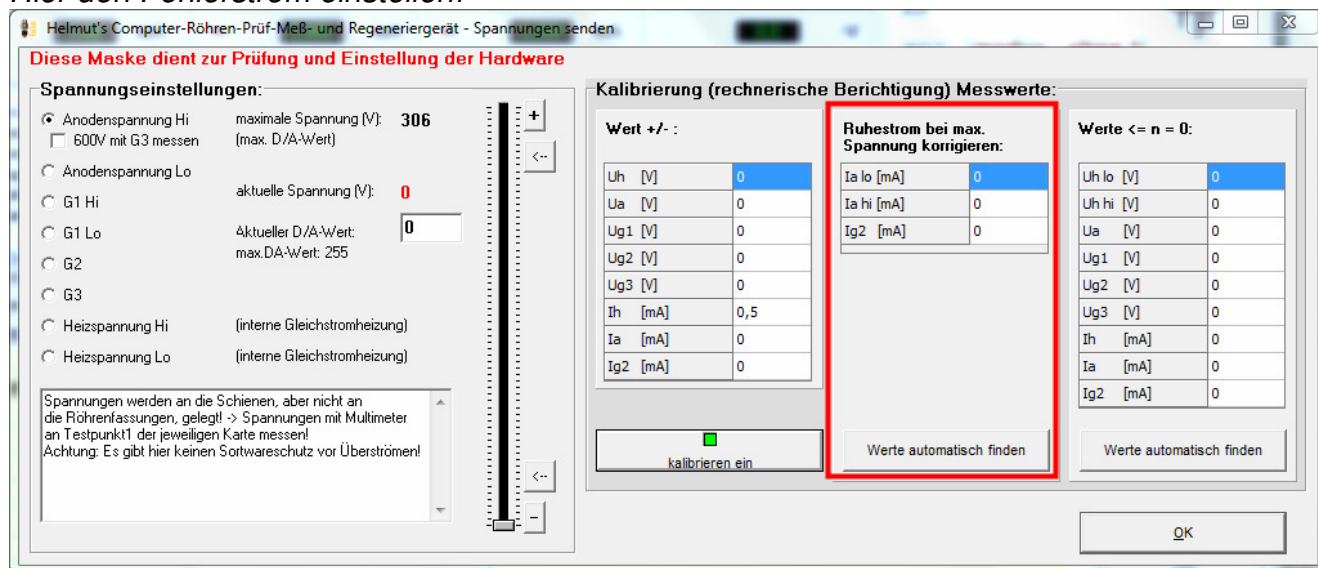 Hier den Fehlerstrom einstellen!
Helmut's Computer-Röhren-Prüf-Meß- und Regeneriergerät - Spannungen senden
Diese Maske dient zur Prüfung und Einstellung der Hardware
Spannungseinstellungen:
Anodenspannung Hi
600V mit G3 messen
Anodenspannung Lo
G1 Hi
G1 Lo
G2
G3
Heizspannung Hi (interne Gleichstromheizung)
Heizspannung Lo (interne Gleichstromheizung)
maximale Spannung (V): 306
(max. D/A-Wert)
aktuelle Spannung (V): 0
Aktueller D/A-Wert: 0
max.DA-Wert: 255
+
<--
<--
-
Spannungen werden an die Schienen, aber nicht an
die Röhrenfassungen, gelegt! -> Spannungen mit Multimeter
an Testpunkt1 der jeweiligen Karte messen!
Achtung: Es gibt hier keinen Sortwareschutz vor Überströmen!
Kalibrierung (rechnerische Berichtigung) Messwerte:
Wert +/- :
Uh [V] 0
Ua [V] 0
Ug1 [V] 0
Ug2 [V] 0
Ug3 [V] 0
Ih [mA] 0,5
Ia [mA] 0
Ig2 [mA] 0
kalibrieren ein
Ruhestrom bei max.
Spannung korrigieren:
Ia lo [mA] 0
Ia hi [mA] 0
Ig2 [mA] 0
Werte automatisch finden
Werte <= n = 0:
Uh lo [V] 0
Uh hi [V] 0
Ua [V] 0
Ug1 [V] 0
Ug2 [V] 0
Ug3 [V] 0
Ih [mA] 0
Ia [mA] 0
Ig2 [mA] 0
Werte automatisch finden
OK